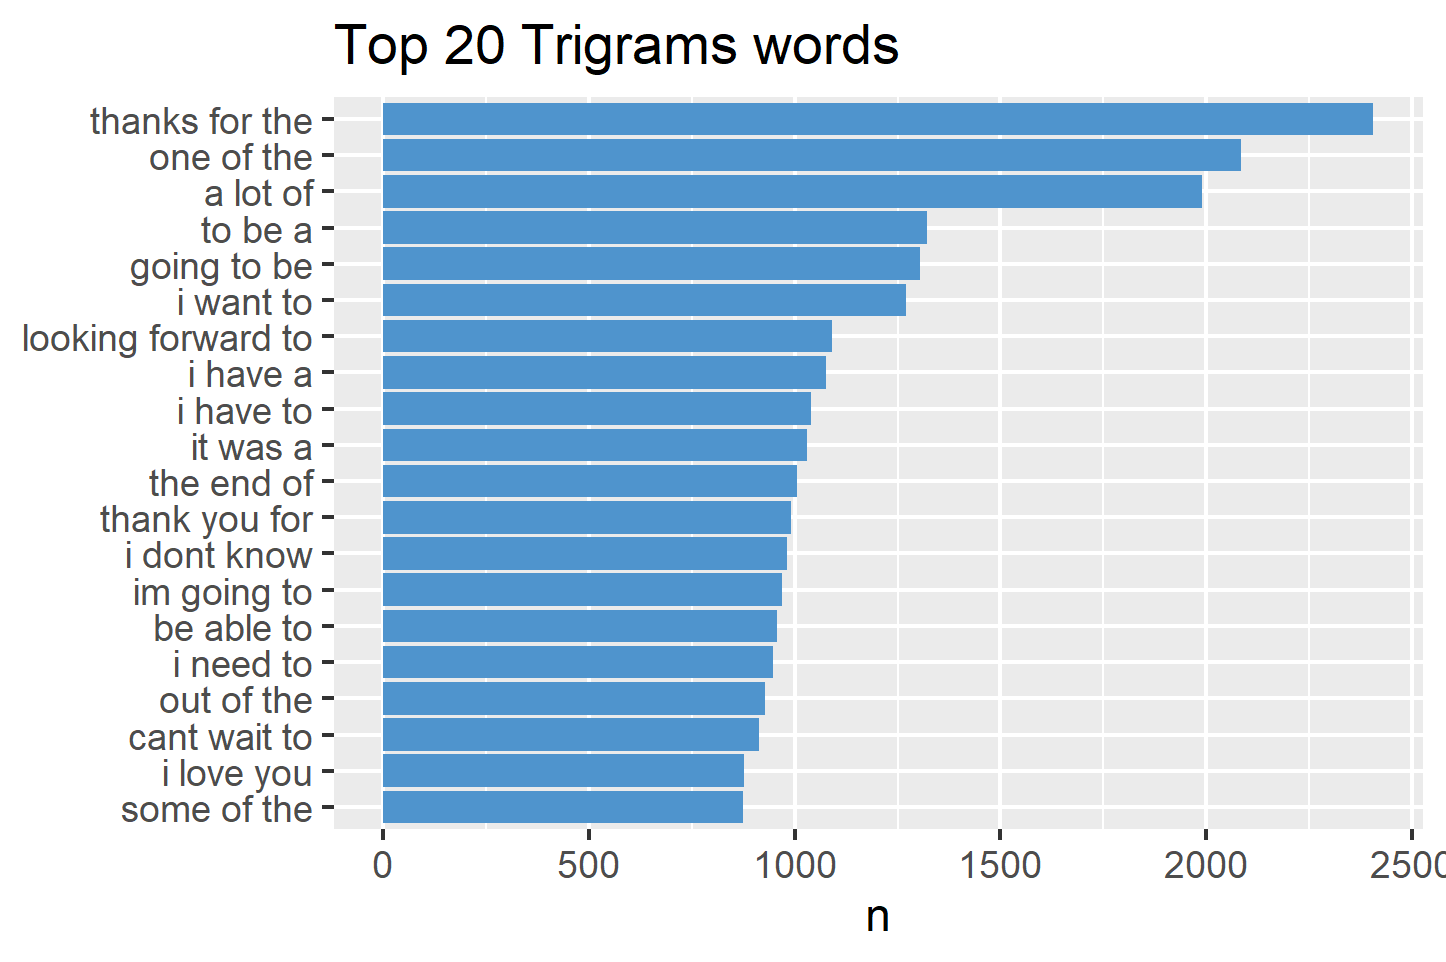 Top 20 Trigrams words
thanks for the
one of the
a lot of
to be a
going to be
i want to
looking forward to
i have a
i have to
it was a
the end of
thank you for
i dont know
im going to
be able to
i need to
out of the
cant wait to
i love you
some of the
0 500 1000 1500 2000 2500
n